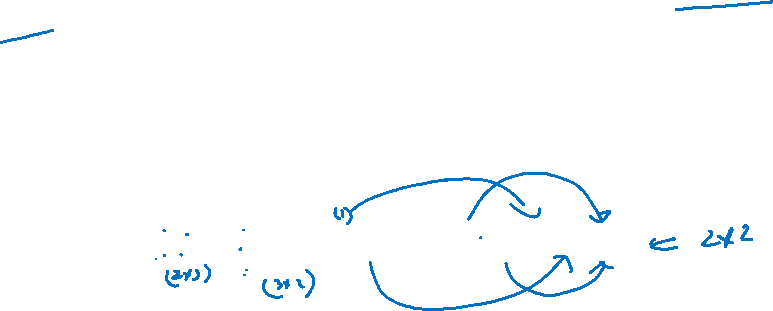 (1)
← 2x2
(2x3)
(3x2)